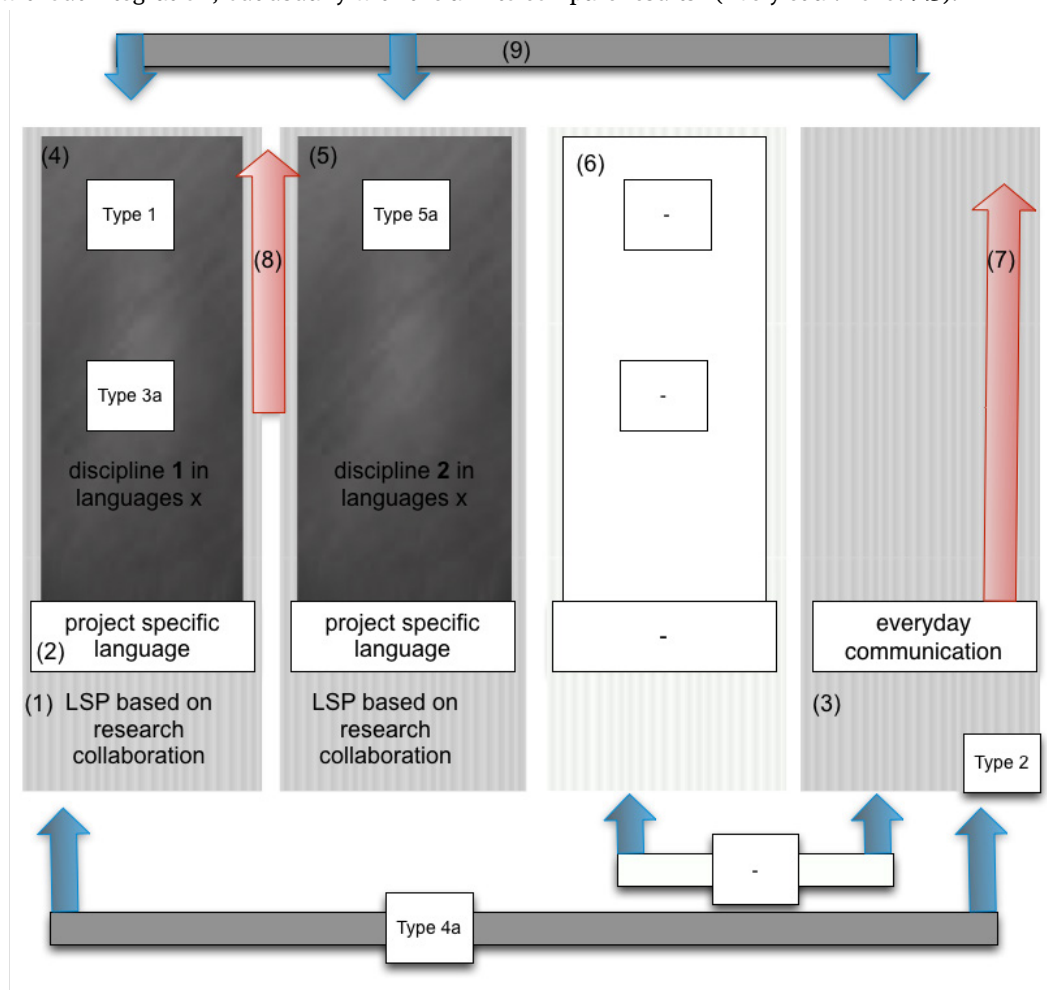 (9)
(4)
(5)
(6)
Type 1
Type 5a
-
(8)
(7)
Type 3a
-
discipline 1 in
languages x
discipline 2 in
languages x
project specific
language
(2)
project specific
language
-
everyday
communication
(1) LSP based on
research
collaboration
LSP based on
research
collaboration
(3)
Type 2
-
Type 4a